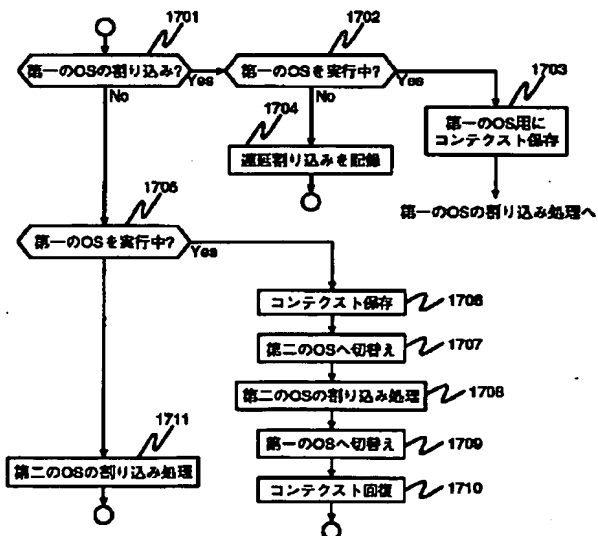 1701
第一のOSの割り込み?
Yes
No
1702
第一のOSを実行中?
Yes
No
1703
第一のOS用に
コンテクスト保存
第一のOSの割り込み処理へ
1704
遅延割り込みを記録
1705
第一のOSを実行中?
Yes
コンテクスト保存
1706
第二のOSへ切替え
1707
第二のOSの割り込み処理
1708
第一のOSへ切替え
1709
コンテクスト回復
1710
1711
第二のOSの割り込み処理